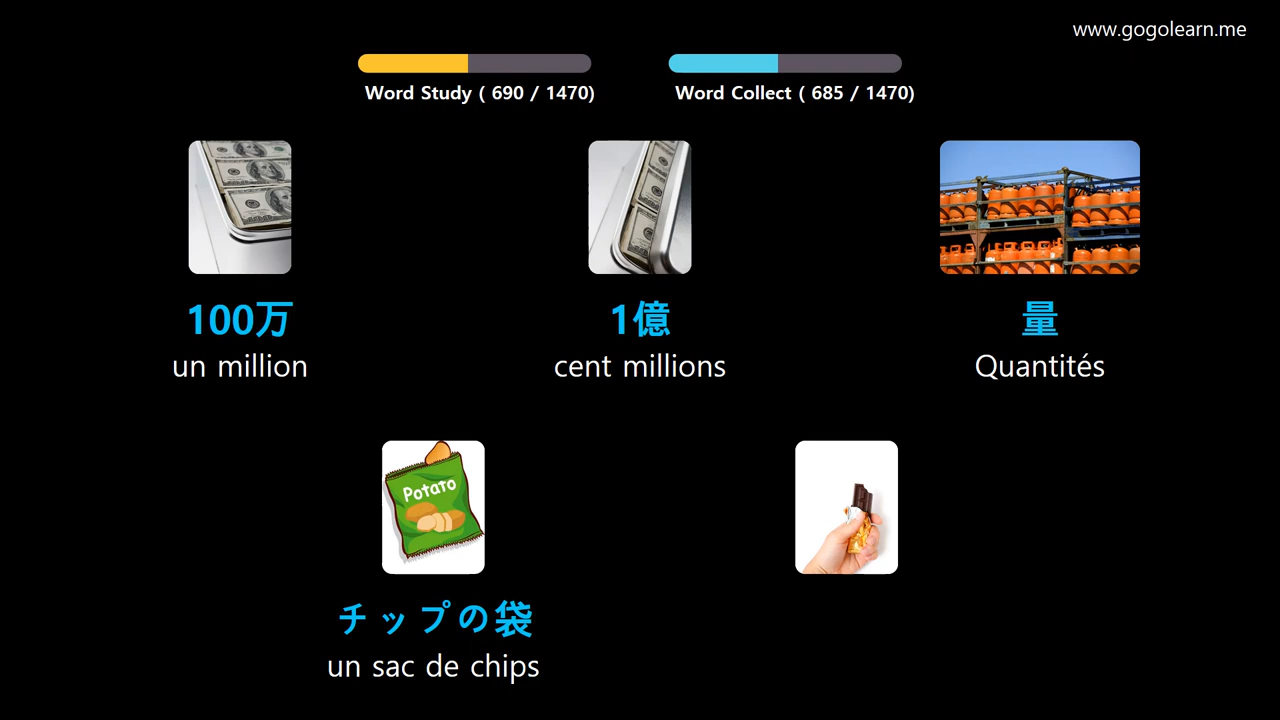 www.gogolearn.me
Word Study ( 690 / 1470)
Word Collect ( 685 / 1470)
100万
un million
1億
cent millions
量
Quantités
Potato
チップの袋
un sac de chips